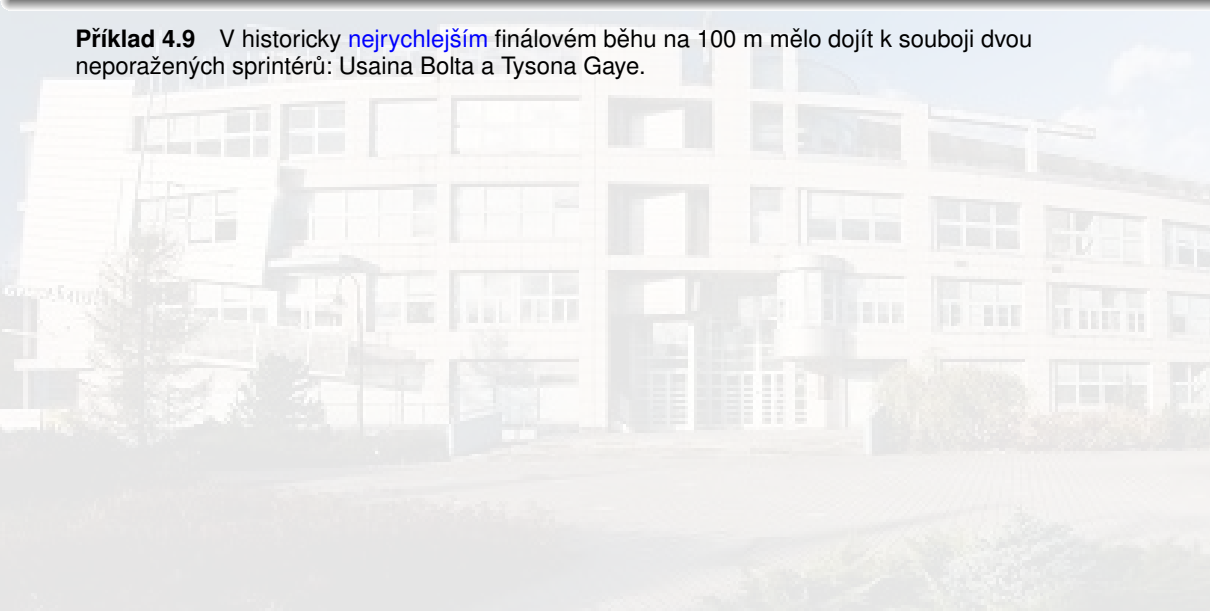 Příklad 4.9 V historicky nejrychlejším finálovém běhu na 100 m mělo dojít k souboji dvou
neporažených sprintérů: Usaina Bolta a Tysona Gaye.